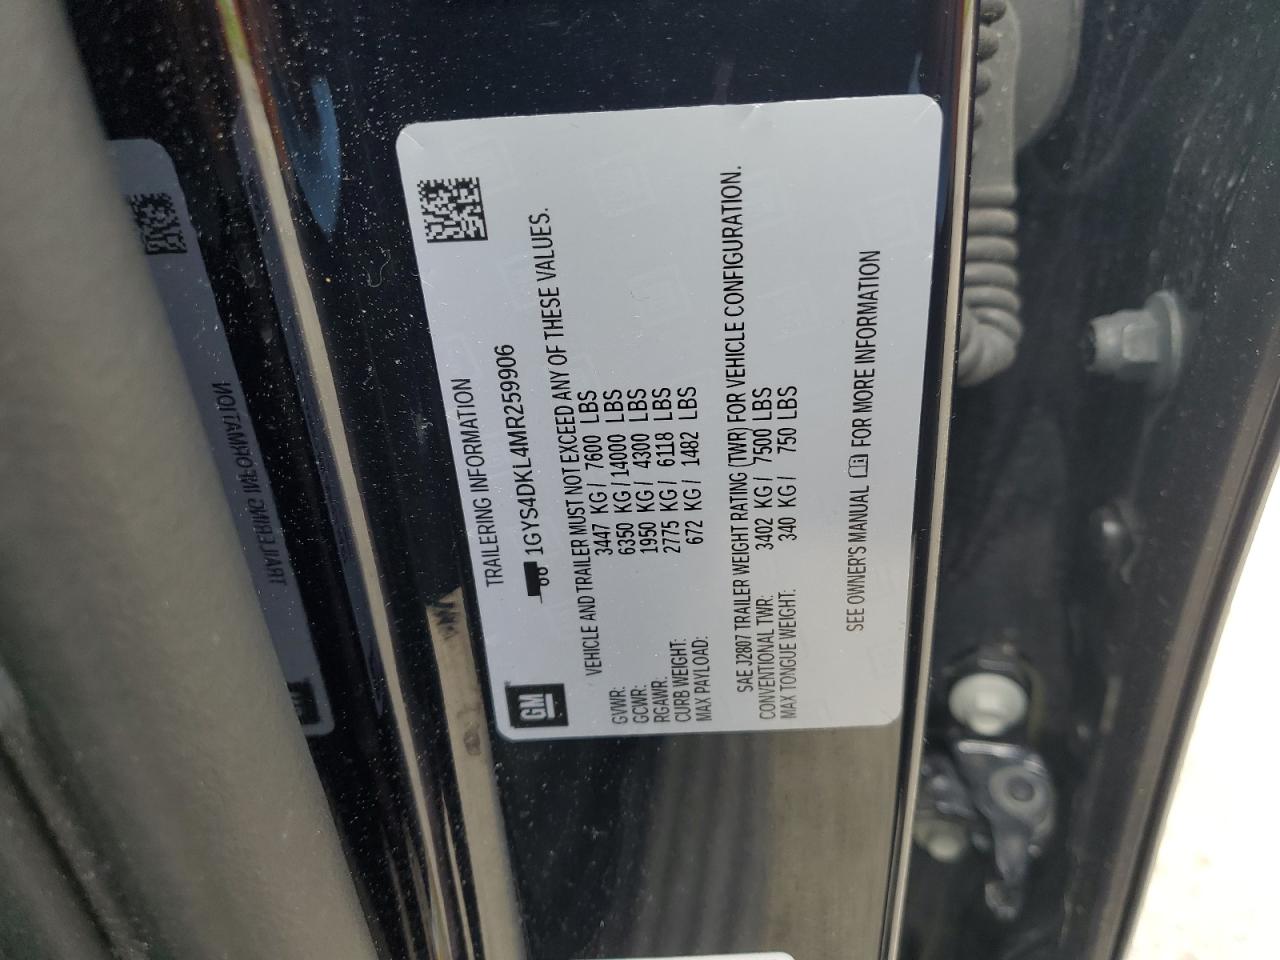 TRAILERING INFORMATION
GM
1GYS4DKL4MR259906
VEHICLE AND TRAILER MUST NOT EXCEED ANY OF THESE VALUES.
GVWR: 3447 KG / 7600 LBS
GCWR: 6350 KG / 14000 LBS
RGAWR: 1950 KG / 4300 LBS
CURB WEIGHT: 2775 KG / 6118 LBS
MAX PAYLOAD: 672 KG / 1482 LBS
SAE J2807 TRAILER WEIGHT RATING (TWR) FOR VEHICLE CONFIGURATION.
CONVENTIONAL TWR: 3402 KG / 7500 LBS
MAX TONGUE WEIGHT: 340 KG / 750 LBS
SEE OWNER'S MANUAL FOR MORE INFORMATION
TRAILERING INFORMATION